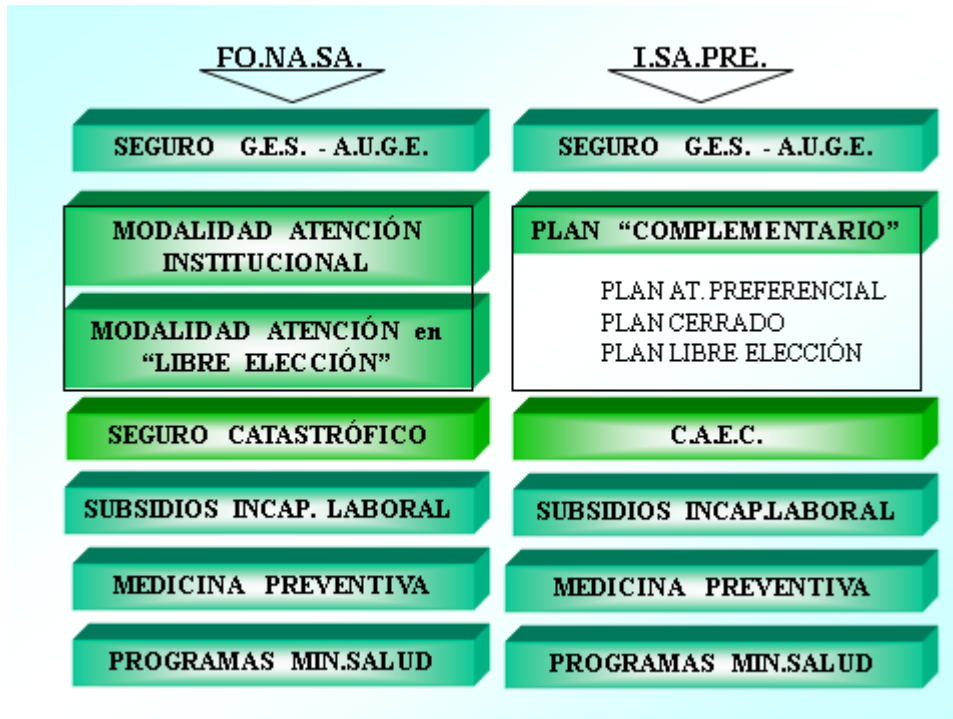 FO.NA.SA.
SEGURO G.E.S. - A.U.G.E.
MODALIDAD ATENCIÓN
INSTITUCIONAL
MODALIDAD ATENCIÓN en
“LIBRE ELECCIÓN”
SEGURO CATASTRÓFICO
SUBSIDIOS INCAP. LABORAL
MEDICINA PREVENTIVA
PROGRAMAS MIN.SALUD
I.SA.PRE.
SEGURO G.E.S. - A.U.G.E.
PLAN “COMPLEMENTARIO”
PLAN AT. PREFERENCIAL
PLAN CERRADO
PLAN LIBRE ELECCIÓN
C.A.E.C.
SUBSIDIOS INCAP.LABORAL
MEDICINA PREVENTIVA
PROGRAMAS MIN.SALUD